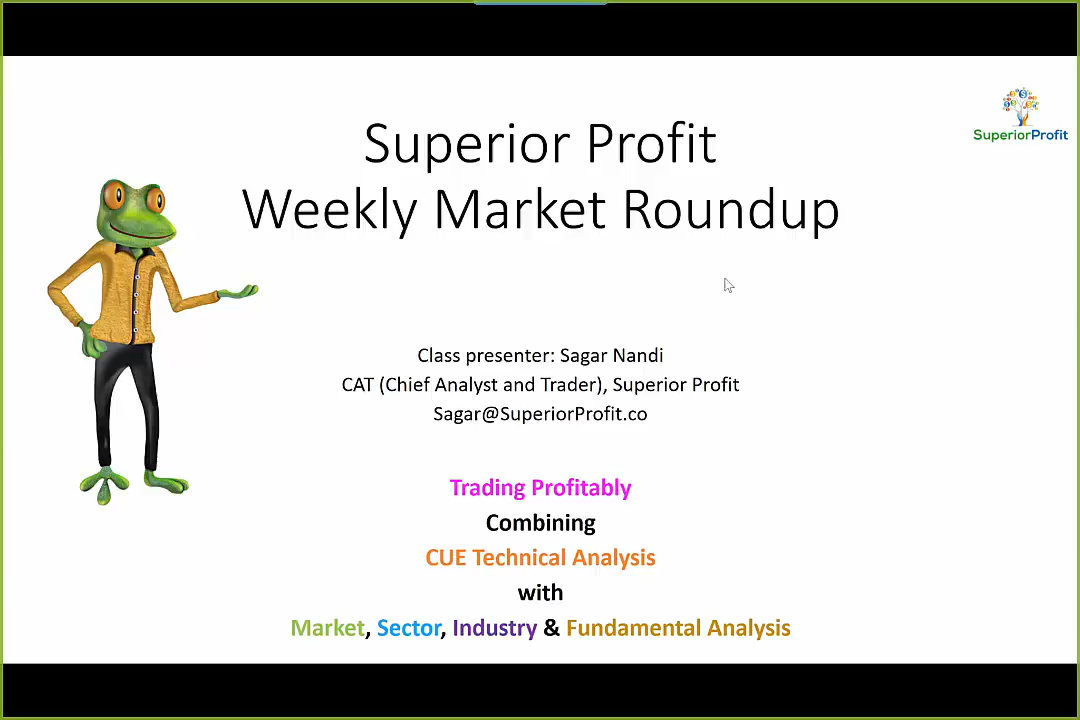 SuperiorProfit
Superior Profit
Weekly Market Roundup
Class presenter: Sagar Nandi
CAT (Chief Analyst and Trader), Superior Profit
Sagar@SuperiorProfit.co
Trading Profitably
Combining
CUE Technical Analysis
with
Market, Sector, Industry & Fundamental Analysis